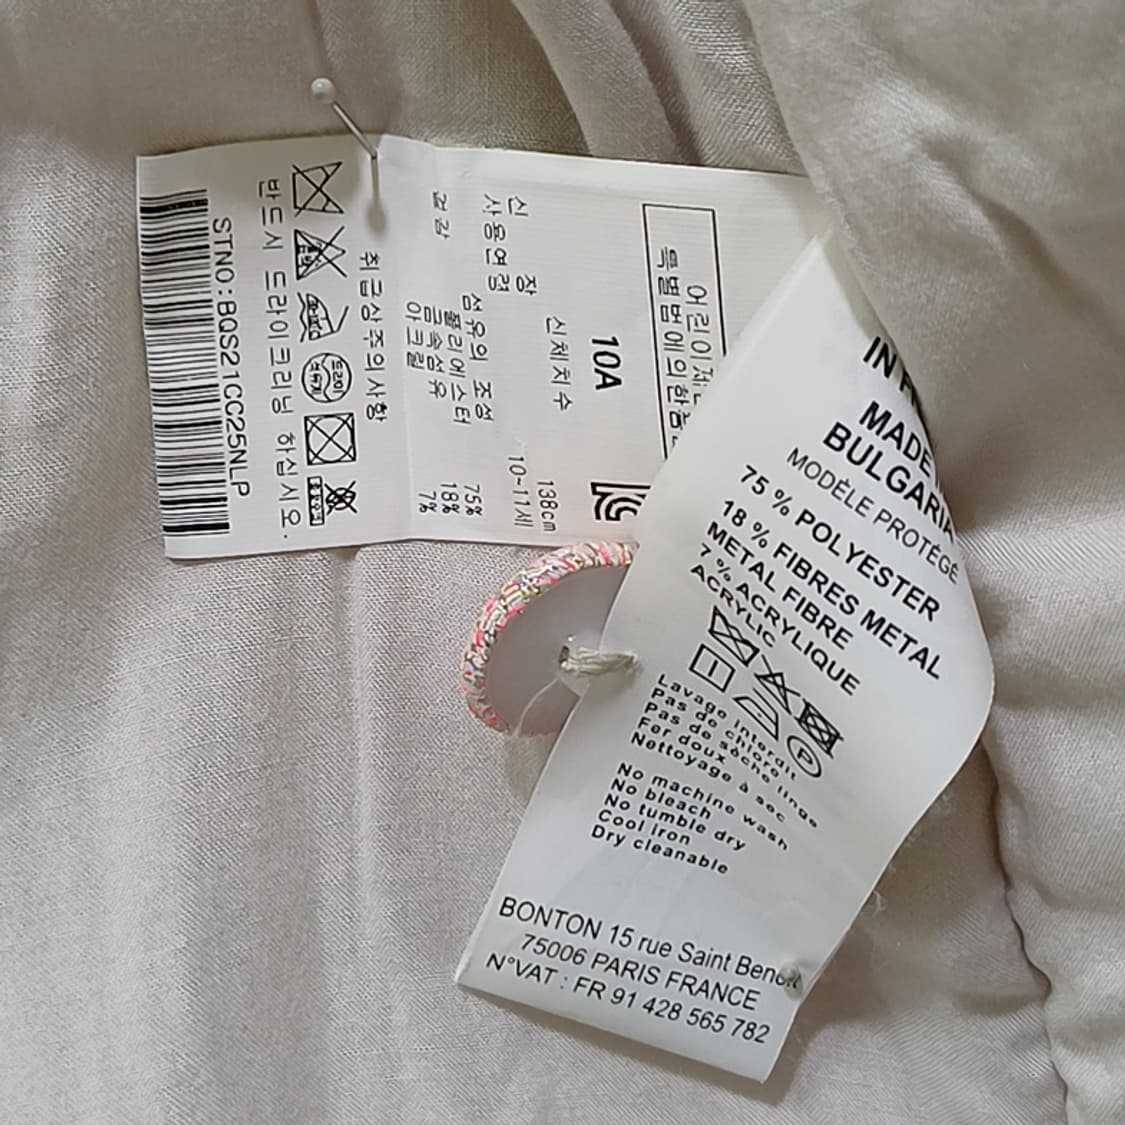 어린이제
특별법에의한품
10A
신체치수
신 장 138cm
사용연령 10~11세
섬유의 조성
겉감 폴리에스터 75%
금속섬유 18%
아크릴 7%
취급상주의사항
반드시 드라이크리닝 하십시오.
STNO:BQS21CC25NLP
IN
MADE
BULGARIA
MODÈLE PROTÉGÉ
75 % POLYESTER
18 % FIBRES METAL
METAL FIBRE
7 % ACRYLIQUE
ACRYLIC
P
Lavage interdit
Pas de chlore
Pas de sèche linge
Fer doux
Nettoyage à sec
No machine wash
No bleach
No tumble dry
Cool iron
Dry cleanable
BONTON 15 rue Saint Benoit
75006 PARIS FRANCE
N°VAT : FR 91 428 565 782